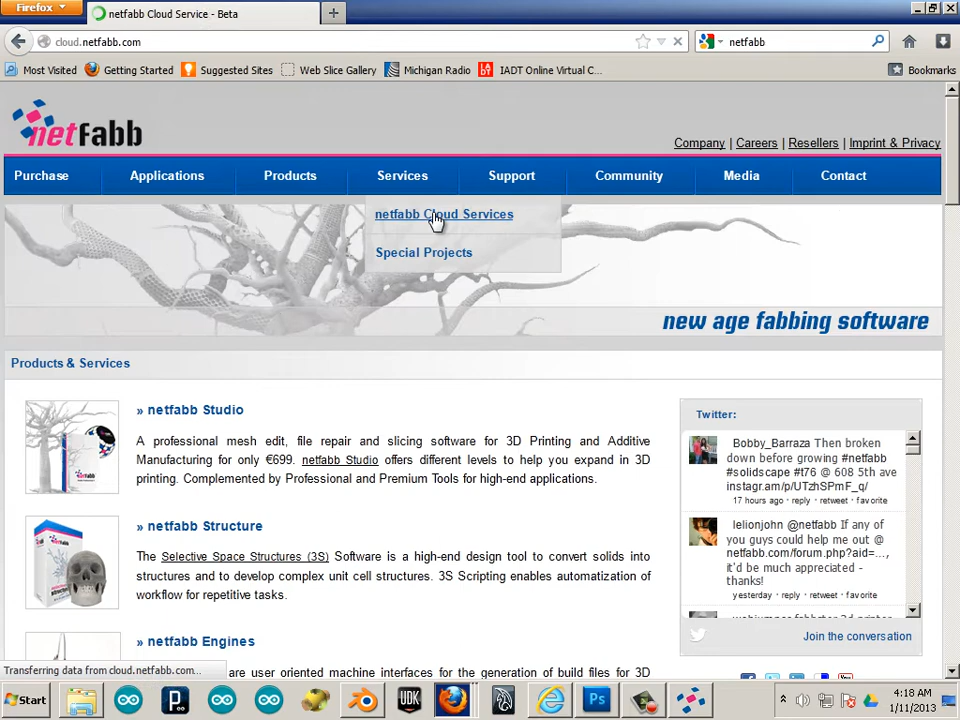 Firefox
netfabb Cloud Service - Beta
cloud.netfabb.com
netfabb
Most Visited
Getting Started
Suggested Sites
Web Slice Gallery
Michigan Radio
IADT Online Virtual C...
Bookmarks
netfabb
Company | Careers | Resellers | Imprint & Privacy
Purchase
Applications
Products
Services
Support
Community
Media
Contact
netfabb Cloud Services
Special Projects
new age fabbing software
Products & Services
» netfabb Studio
A professional mesh edit, file repair and slicing software for 3D Printing and Additive
Manufacturing for only €699. netfabb Studio offers different levels to help you expand in 3D
printing. Complemented by Professional and Premium Tools for high-end applications.
» netfabb Structure
The Selective Space Structures (3S) Software is a high-end design tool to convert solids into
structures and to develop complex unit cell structures. 3S Scripting enables automatization of
workflow for repetitive tasks.
» netfabb Engines
are user oriented machine interfaces for the generation of build files for 3D
Twitter:
Bobby_Barraza Then broken
down before growing #netfabb
#solidscape #t76 @ 608 5th ave
instagr.am/p/UTZshSPmF_q/
17 hours ago · reply · retweet · favorite
lelionjohn @netfabb If any of
you guys could help me out @
netfabb.com/forum.php?aid=...,
it'd be much appreciated -
thanks!
yesterday · reply · retweet · favorite
Join the conversation
Transferring data from cloud.netfabb.com...
Start
UDK
Ps
4:18 AM
1/11/2013